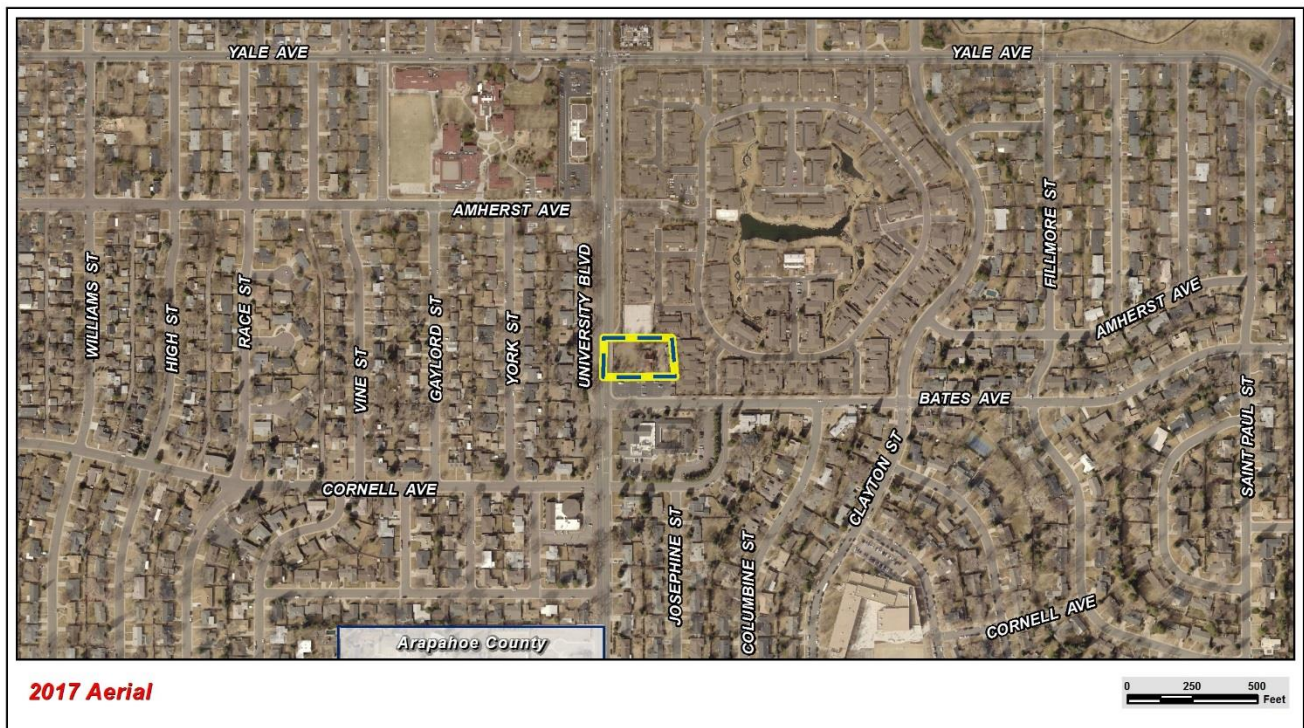 YALE AVE
YALE AVE
AMHERST AVE
WILLIAMS ST
HIGH ST
RACE ST
VINE ST
GAYLORD ST
YORK ST
UNIVERSITY BLVD
FILLMORE ST
AMHERST AVE
BATES AVE
SAINT PAUL ST
CLAYTON ST
CORNELL AVE
JOSEPHINE ST
COLUMBINE ST
CORNELL AVE
Arapahoe County
2017 Aerial
0 250 500
Feet